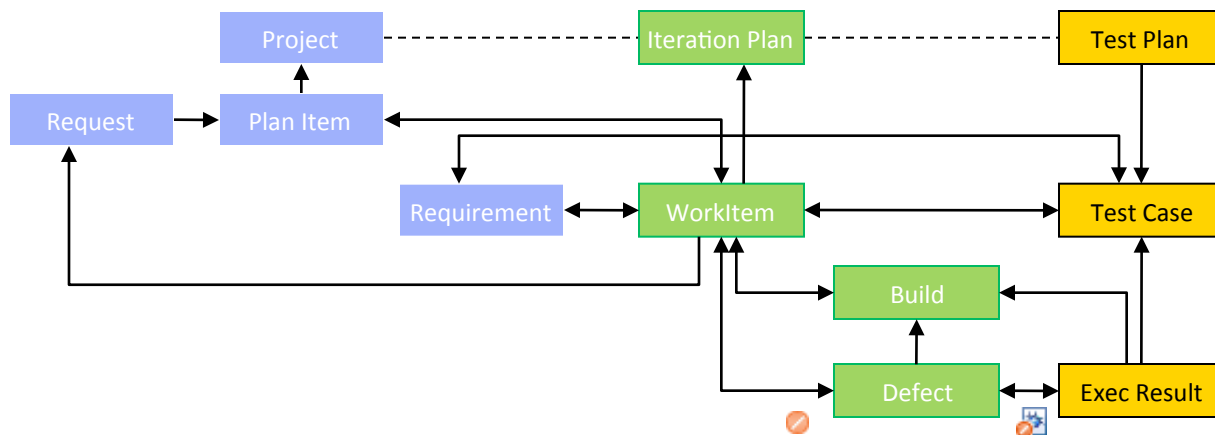 Project
Iteration Plan
Test Plan
Request
Plan Item
Requirement
WorkItem
Test Case
Build
Defect
Exec Result